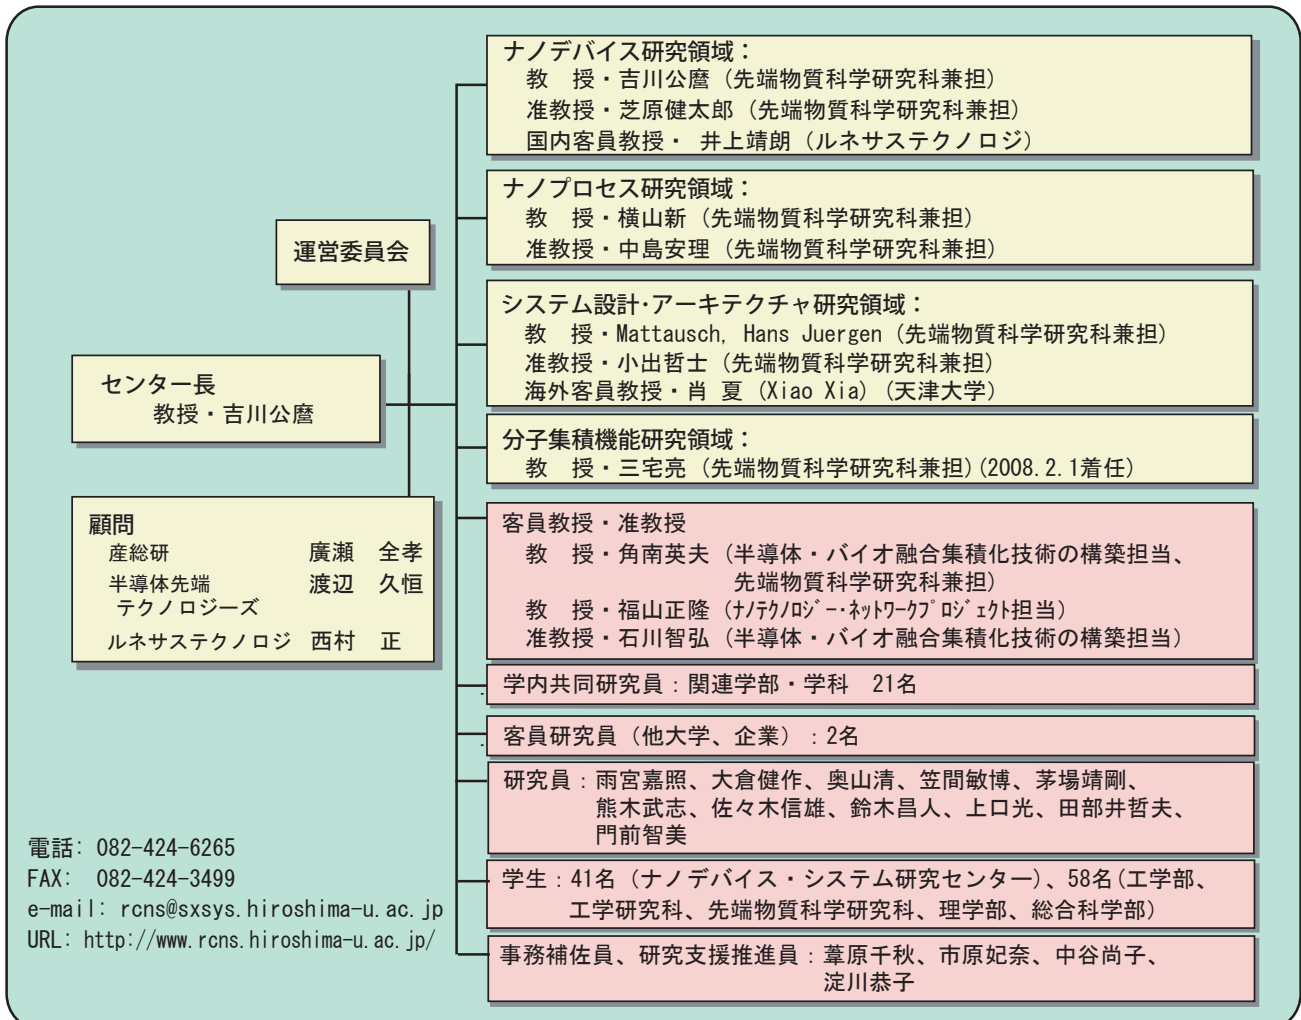 運営委員会
センター長
教授・吉川公麿
顧問
産総研 廣瀬 全孝
半導体先端 渡辺 久恒
テクノロジーズ
ルネサステクノロジ 西村 正
ナノデバイス研究領域：
教 授・吉川公麿（先端物質科学研究科兼担）
准教授・芝原健太郎（先端物質科学研究科兼担）
国内客員教授・ 井上靖朗（ルネサステクノロジ）
ナノプロセス研究領域：
教 授・横山新（先端物質科学研究科兼担）
准教授・中島安理（先端物質科学研究科兼担）
システム設計・アーキテクチャ研究領域：
教 授・Mattausch, Hans Juergen（先端物質科学研究科兼担）
准教授・小出哲士（先端物質科学研究科兼担）
海外客員教授・肖 夏（Xiao Xia）（天津大学）
分子集積機能研究領域：
教 授・三宅亮（先端物質科学研究科兼担）(2008.2.1着任)
客員教授・准教授
教 授・角南英夫（半導体・バイオ融合集積化技術の構築担当、
先端物質科学研究科兼担）
教 授・福山正隆（ﾅﾉﾃｸﾉﾛｼﾞｰ･ﾈｯﾄﾜｰｸﾌﾟﾛｼﾞｪｸﾄ担当）
准教授・石川智弘（半導体・バイオ融合集積化技術の構築担当）
学内共同研究員：関連学部・学科 21名
客員研究員（他大学、企業）：2名
研究員：雨宮嘉照、大倉健作、奥山清、笠間敏博、茅場靖剛、
熊木武志、佐々木信雄、鈴木昌人、上口光、田部井哲夫、
門前智美
学生：41名（ナノデバイス・システム研究センター）、58名(工学部、
工学研究科、先端物質科学研究科、理学部、総合科学部）
事務補佐員、研究支援推進員：葦原千秋、市原妃奈、中谷尚子、
淀川恭子
電話: 082-424-6265
FAX: 082-424-3499
e-mail: rcns@sxsys.hiroshima-u.ac.jp
URL: http://www.rcns.hiroshima-u.ac.jp/